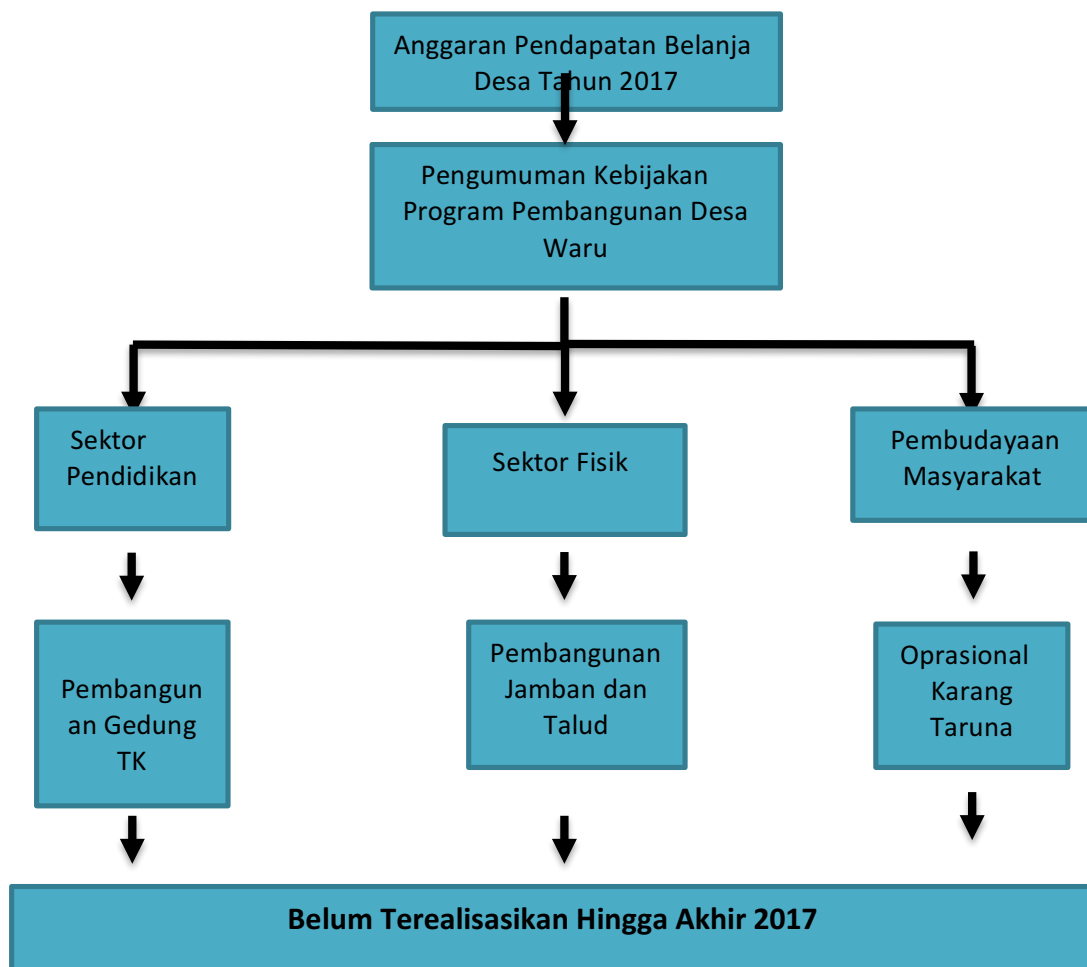 Anggaran Pendapatan Belanja
Desa Tahun 2017
Pengumuman Kebijakan
Program Pembangunan Desa
Waru
Sektor
Pendidikan
Sektor Fisik
Pembudayaan
Masyarakat
Pembangun
an Gedung
TK
Pembangunan
Jamban dan
Talud
Oprasional
Karang
Taruna
Belum Terealisasikan Hingga Akhir 2017